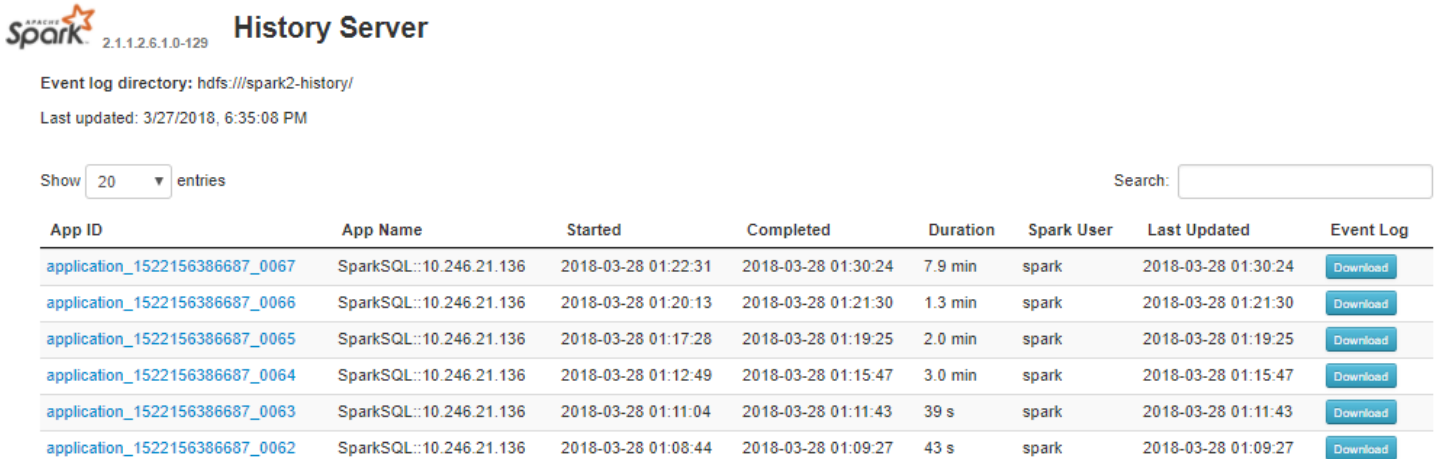 APACHE
Spark 2.1.1.2.6.1.0-129 History Server
Event log directory: hdfs:///spark2-history/
Last updated: 3/27/2018, 6:35:08 PM
Show 20 entries Search:
App ID App Name Started Completed Duration Spark User Last Updated Event Log
application_1522156386687_0067 SparkSQL::10.246.21.136 2018-03-28 01:22:31 2018-03-28 01:30:24 7.9 min spark 2018-03-28 01:30:24 Download
application_1522156386687_0066 SparkSQL::10.246.21.136 2018-03-28 01:20:13 2018-03-28 01:21:30 1.3 min spark 2018-03-28 01:21:30 Download
application_1522156386687_0065 SparkSQL::10.246.21.136 2018-03-28 01:17:28 2018-03-28 01:19:25 2.0 min spark 2018-03-28 01:19:25 Download
application_1522156386687_0064 SparkSQL::10.246.21.136 2018-03-28 01:12:49 2018-03-28 01:15:47 3.0 min spark 2018-03-28 01:15:47 Download
application_1522156386687_0063 SparkSQL::10.246.21.136 2018-03-28 01:11:04 2018-03-28 01:11:43 39 s spark 2018-03-28 01:11:43 Download
application_1522156386687_0062 SparkSQL::10.246.21.136 2018-03-28 01:08:44 2018-03-28 01:09:27 43 s spark 2018-03-28 01:09:27 Download